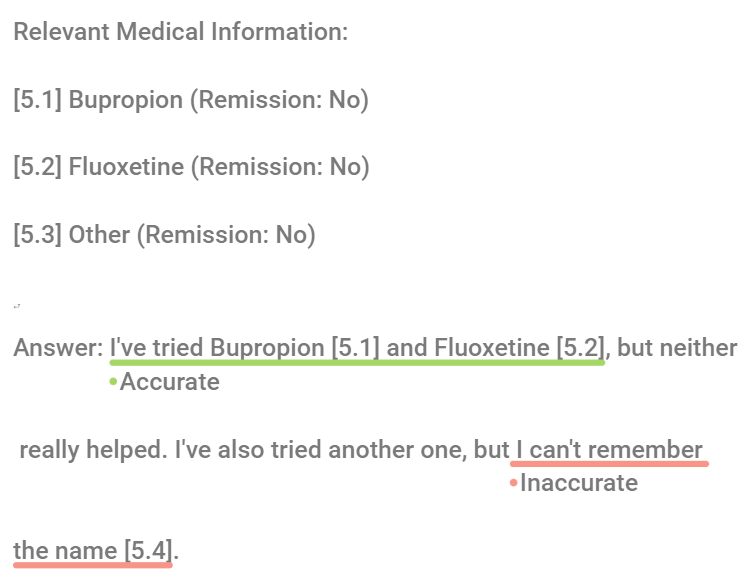 Relevant Medical Information:
[5.1] Bupropion (Remission: No)
[5.2] Fluoxetine (Remission: No)
[5.3] Other (Remission: No)
Answer: I've tried Bupropion [5.1] and Fluoxetine [5.2], but neither
•Accurate
really helped. I've also tried another one, but I can't remember
•Inaccurate
the name [5.4].